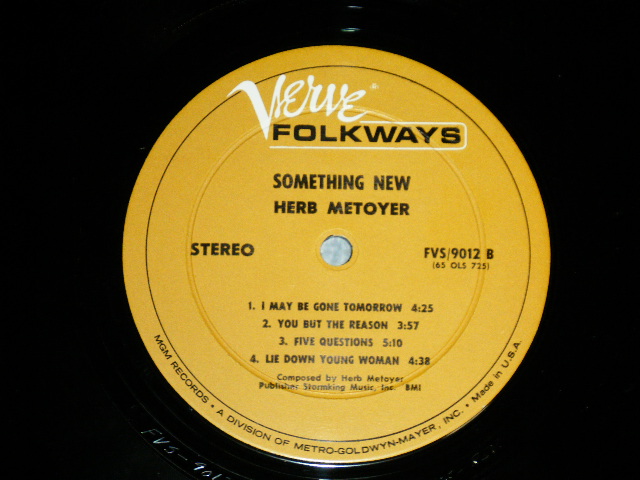 Verve ®
FOLKWAYS
SOMETHING NEW
HERB METOYER
STEREO
FVS/9012 B
(65 OLS 725)
1. I MAY BE GONE TOMORROW 4:25
2. YOU BUT THE REASON 3:57
3. FIVE QUESTIONS 5:10
4. LIE DOWN YOUNG WOMAN 4:38
Composed by Herb Metoyer
Publisher Stormking Music, Inc. BMI
MGM RECORDS • A DIVISION OF METRO-GOLDWYN-MAYER, INC. • Made in U.S.A.